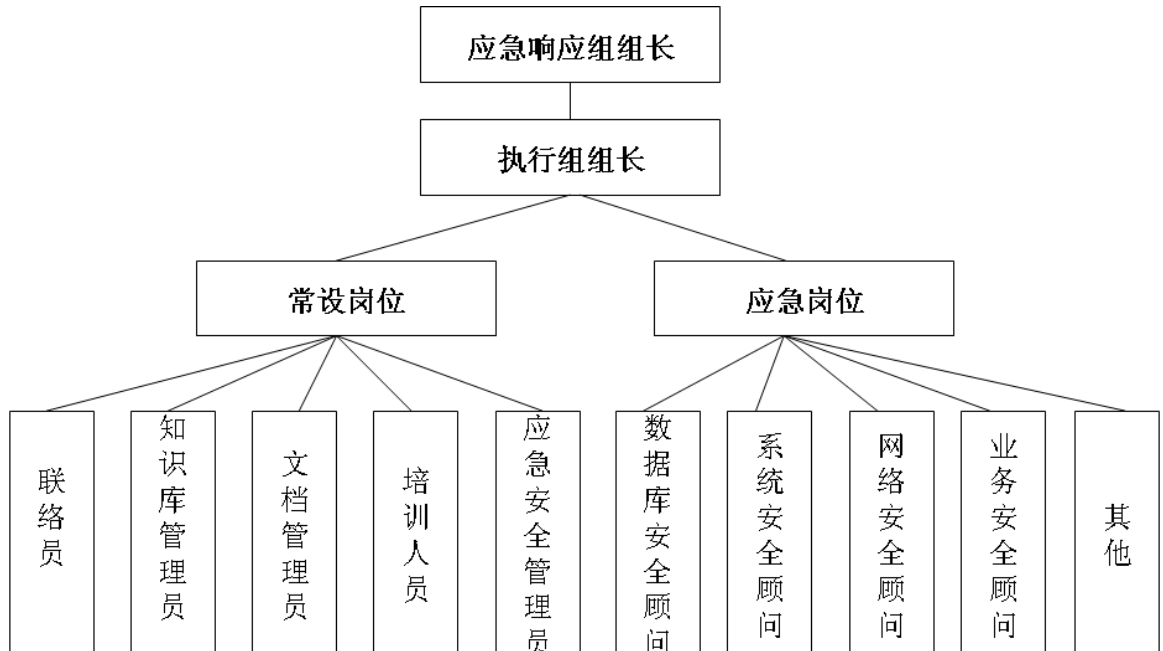 应急响应组组长
执行组组长
常设岗位
应急岗位
联络员
知识库管理员
文档管理员
培训人员
应急安全管理员
数据库安全顾问
系统安全顾问
网络安全顾问
业务安全顾问
其他